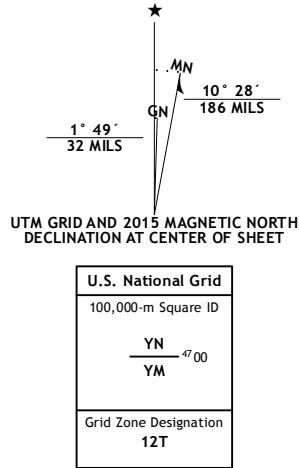 ★
MN
GN
1° 49´
32 MILS
10° 28´
186 MILS
UTM GRID AND 2015 MAGNETIC NORTH
DECLINATION AT CENTER OF SHEET
U.S. National Grid
100,000-m Square ID
YN
47 00
YM
Grid Zone Designation
12T